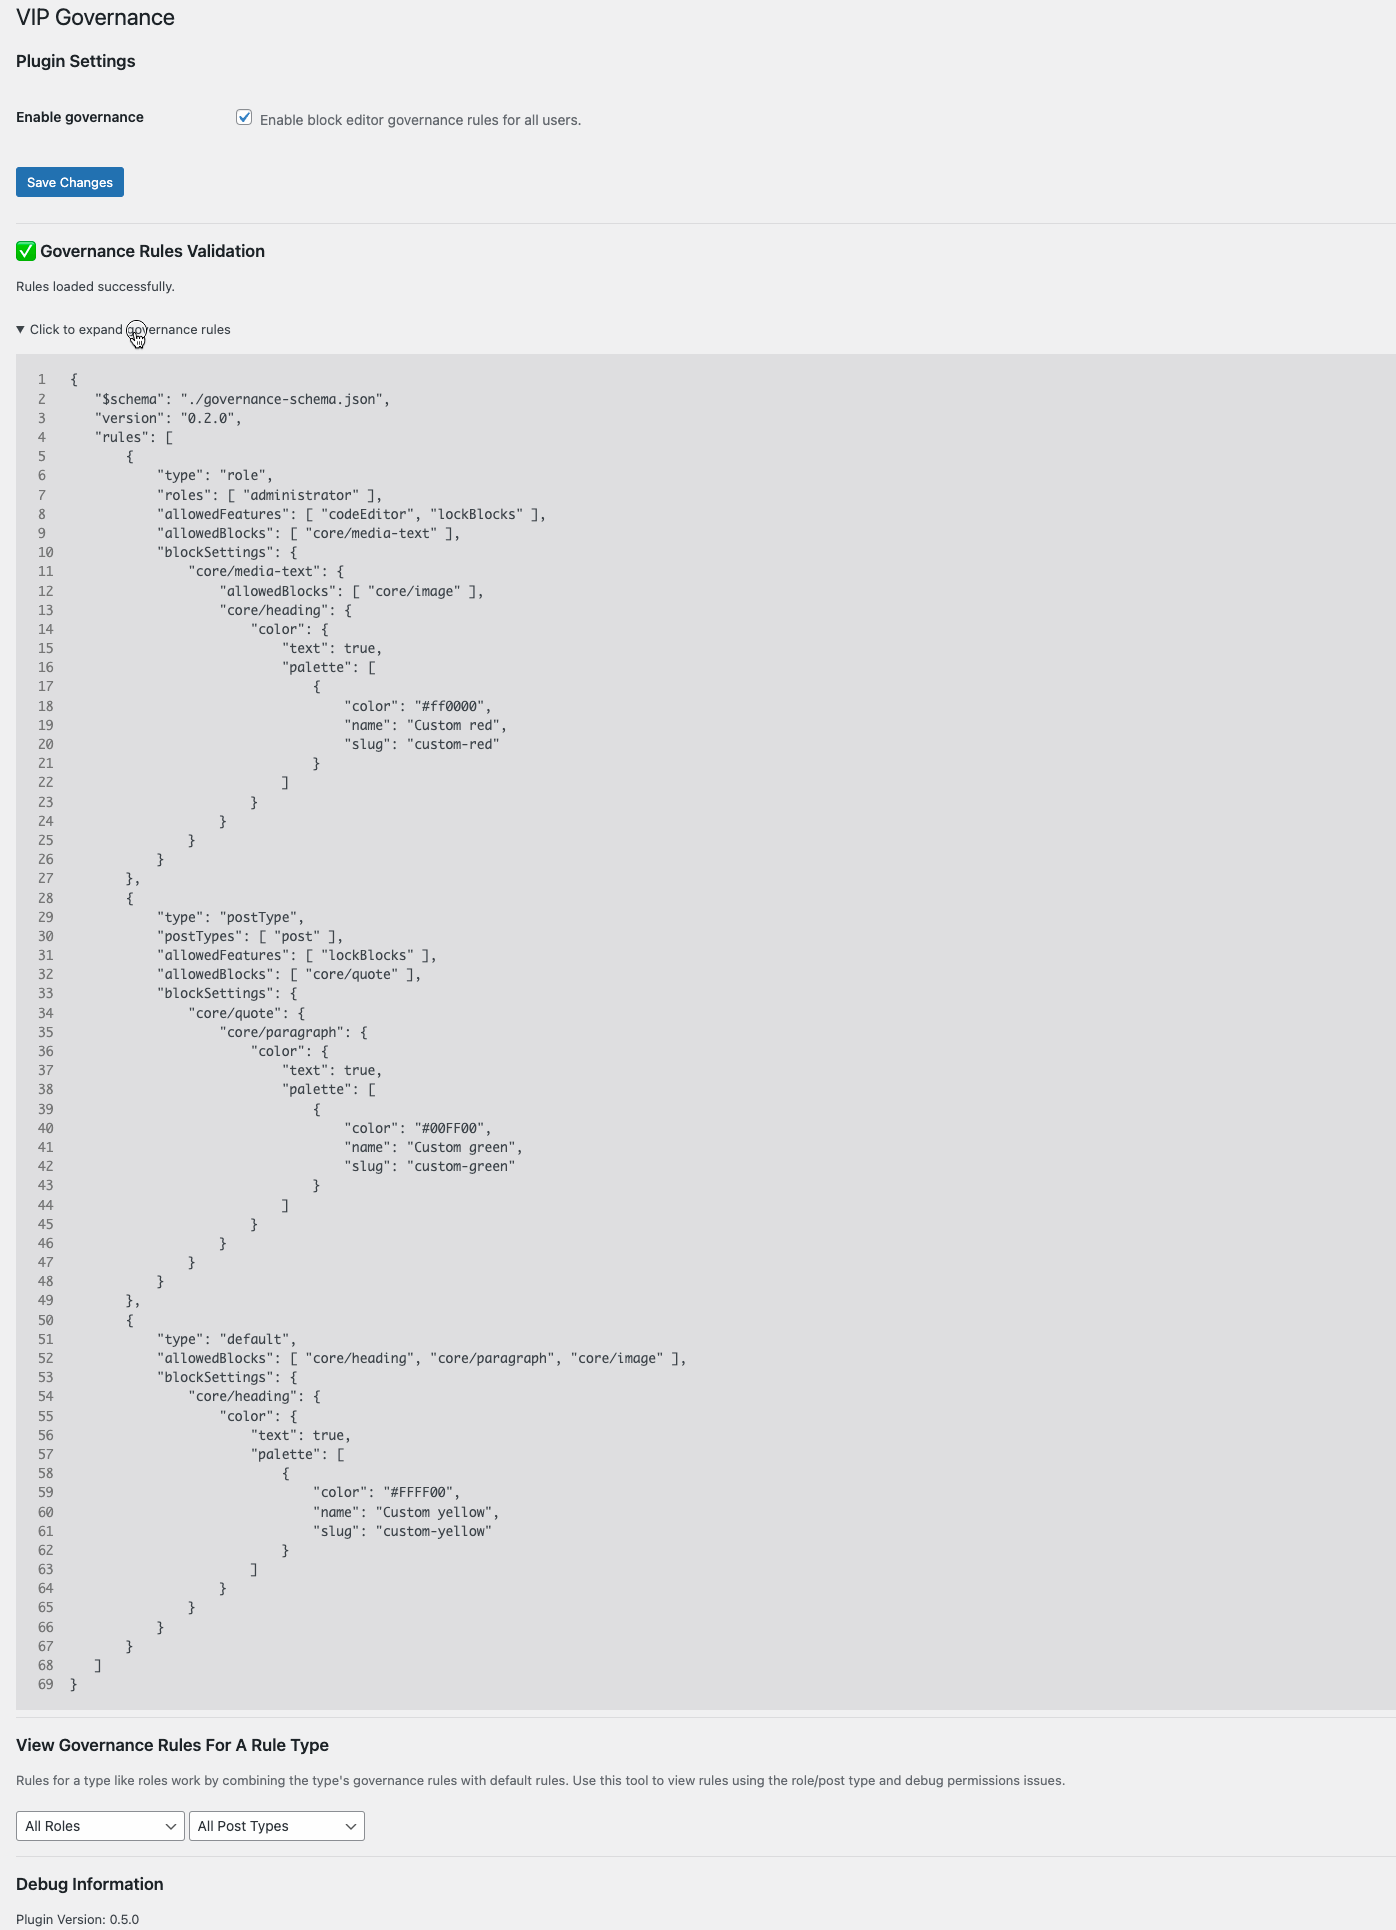 VIP Governance
Plugin Settings
Enable governance
Enable block editor governance rules for all users.
Save Changes
✅ Governance Rules Validation
Rules loaded successfully.
▼ Click to expand governance rules
1 {
2    "$schema": "./governance-schema.json",
3    "version": "0.2.0",
4    "rules": [
5        {
6            "type": "role",
7            "roles": [ "administrator" ],
8            "allowedFeatures": [ "codeEditor", "lockBlocks" ],
9            "allowedBlocks": [ "core/media-text" ],
10            "blockSettings": {
11                "core/media-text": {
12                    "allowedBlocks": [ "core/image" ],
13                    "core/heading": {
14                        "color": {
15                            "text": true,
16                            "palette": [
17                                {
18                                    "color": "#ff0000",
19                                    "name": "Custom red",
20                                    "slug": "custom-red"
21                                }
22                            ]
23                        }
24                    }
25                }
26            }
27        },
28        {
29            "type": "postType",
30            "postTypes": [ "post" ],
31            "allowedFeatures": [ "lockBlocks" ],
32            "allowedBlocks": [ "core/quote" ],
33            "blockSettings": {
34                "core/quote": {
35                    "core/paragraph": {
36                        "color": {
37                            "text": true,
38                            "palette": [
39                                {
40                                    "color": "#00FF00",
41                                    "name": "Custom green",
42                                    "slug": "custom-green"
43                                }
44                            ]
45                        }
46                    }
47                }
48            }
49        },
50        {
51            "type": "default",
52            "allowedBlocks": [ "core/heading", "core/paragraph", "core/image" ],
53            "blockSettings": {
54                "core/heading": {
55                    "color": {
56                        "text": true,
57                        "palette": [
58                            {
59                                "color": "#FFFF00",
60                                "name": "Custom yellow",
61                                "slug": "custom-yellow"
62                            }
63                        ]
64                    }
65                }
66            }
67        }
68    ]
69 }
View Governance Rules For A Rule Type
Rules for a type like roles work by combining the type's governance rules with default rules. Use this tool to view rules using the role/post type and debug permissions issues.
All Roles All Post Types
Debug Information
Plugin Version: 0.5.0